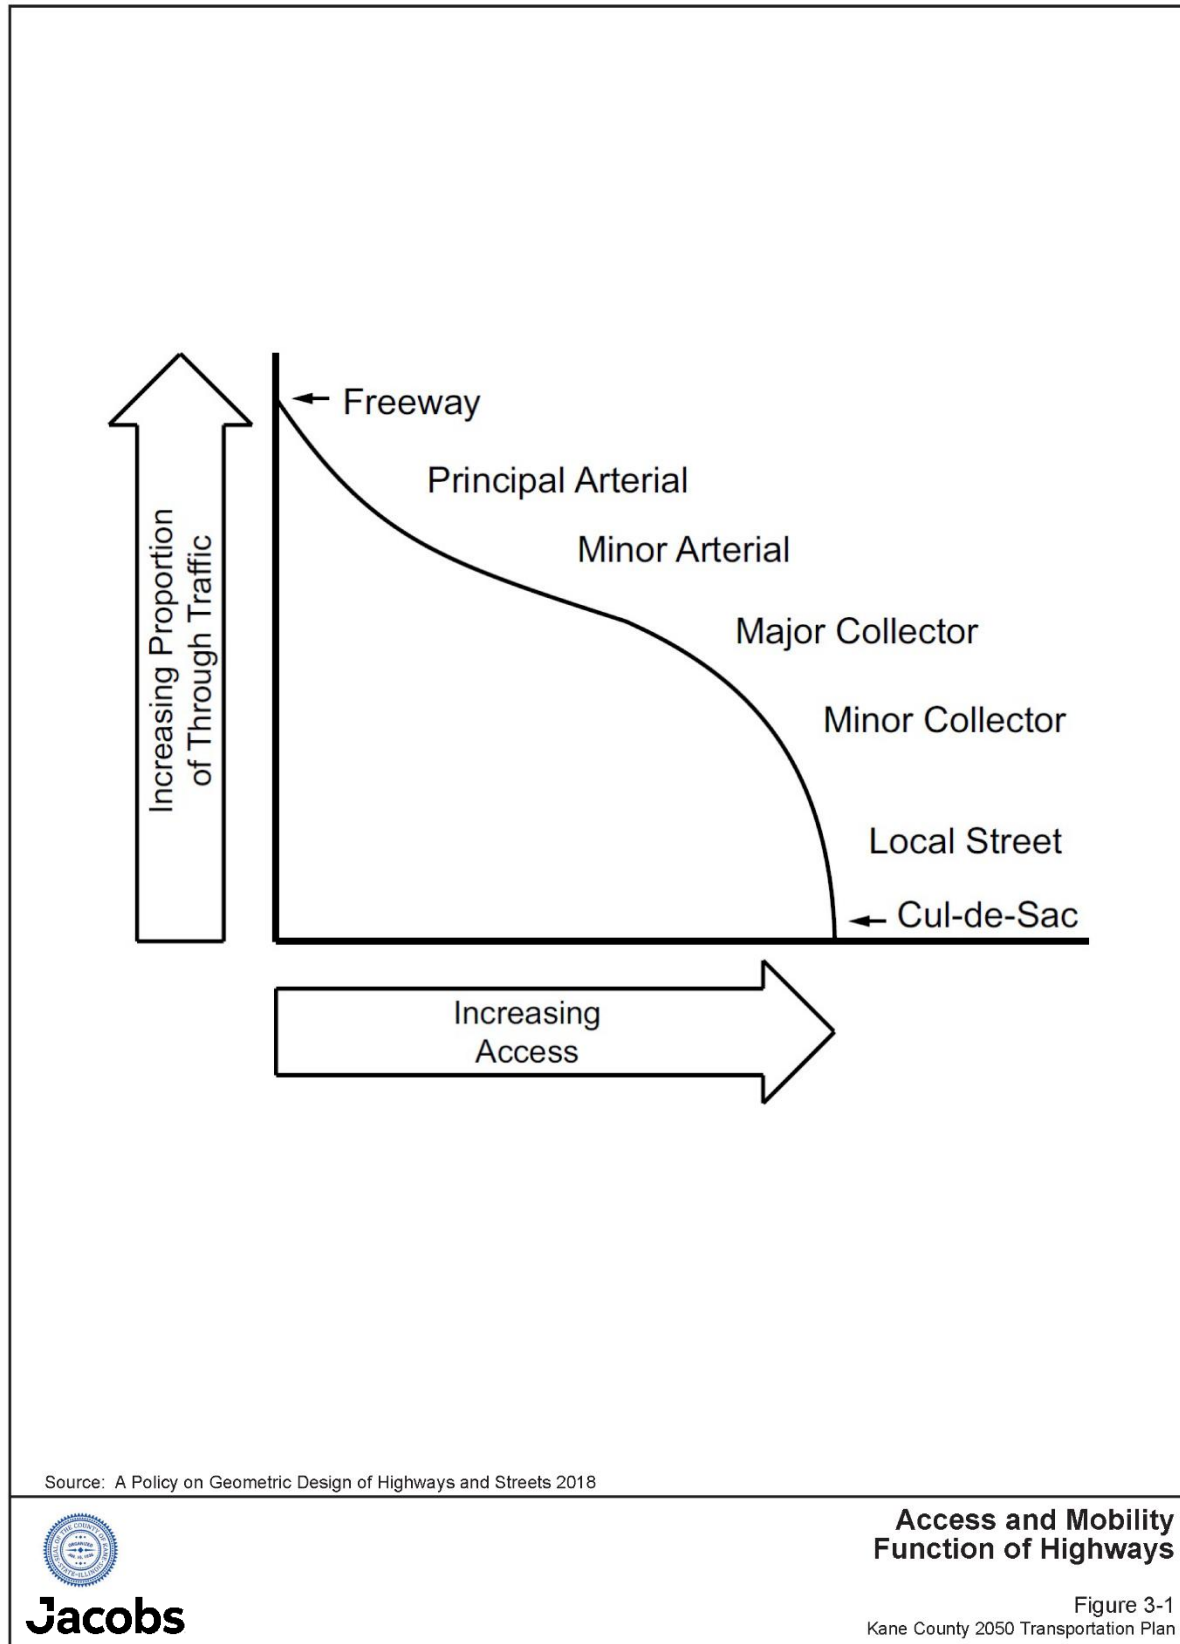 Freeway
Principal Arterial
Minor Arterial
Major Collector
Minor Collector
Local Street
Cul-de-Sac
Increasing Proportion
of Through Traffic
Increasing
Access
Source: A Policy on Geometric Design of Highways and Streets 2018
Jacobs
Access and Mobility
Function of Highways
Figure 3-1
Kane County 2050 Transportation Plan